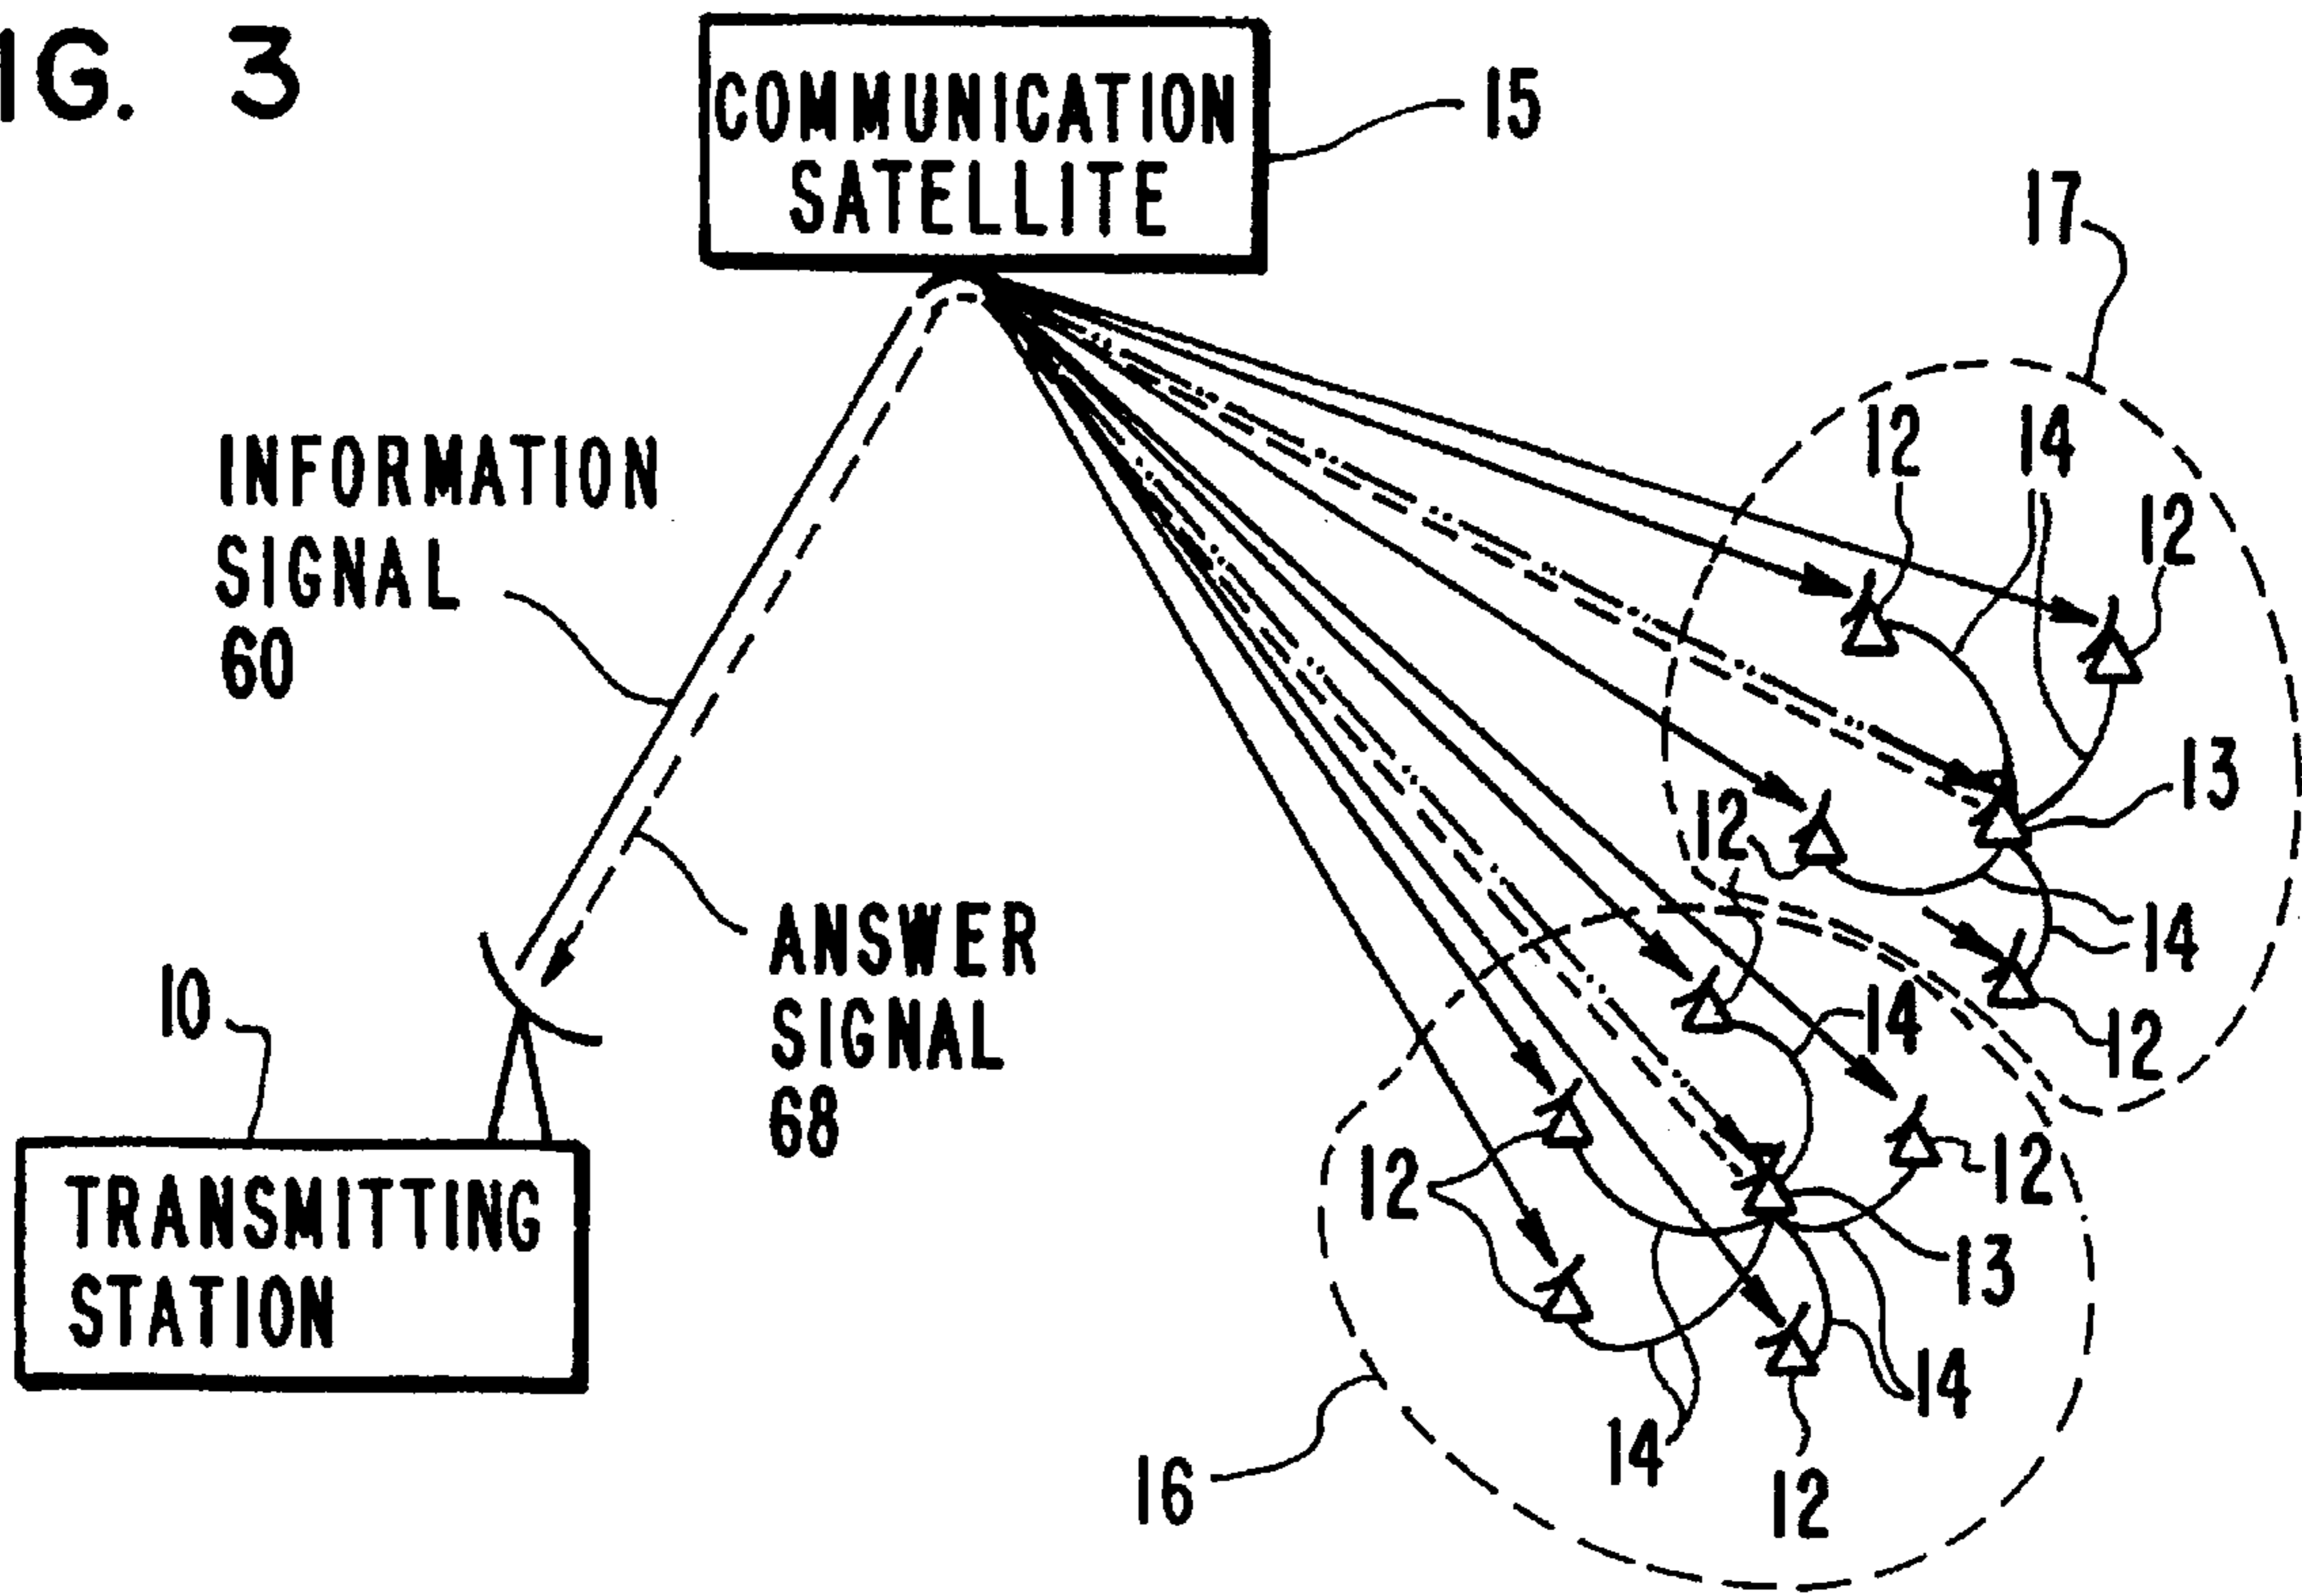 IG. 3
COMMUNICATION
SATELLITE
15
17
12
14
12
INFORMATION
SIGNAL
60
13
12
ANSWER
SIGNAL
68
14
10
14
12
12
12
TRANSMITTING
STATION
13
14
14
16
12